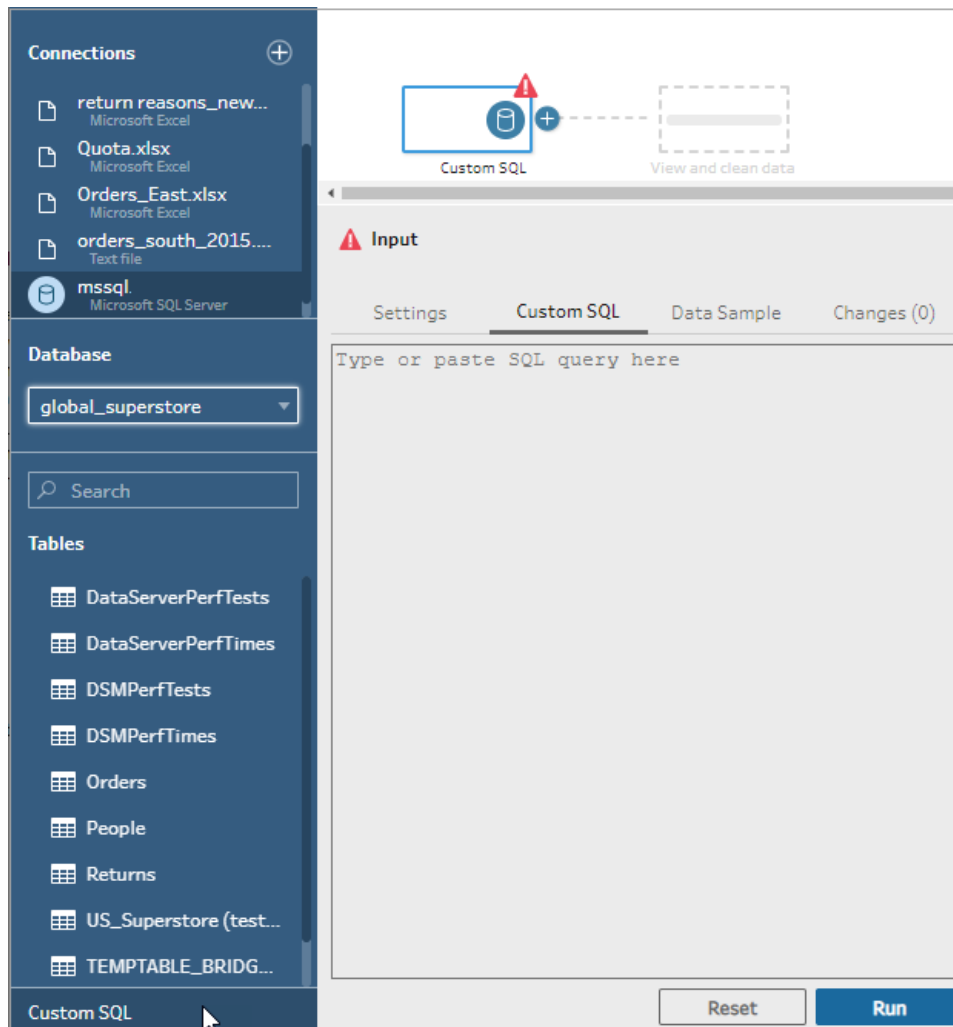 Connections
return reasons_new...
Microsoft Excel
Quota.xlsx
Microsoft Excel
Orders_East.xlsx
Microsoft Excel
orders_south_2015....
Text file
mssql.
Microsoft SQL Server
Database
global_superstore
Search
Tables
DataServerPerfTests
DataServerPerfTimes
DSMPerfTests
DSMPerfTimes
Orders
People
Returns
US_Superstore (test...
TEMPTABLE_BRIDG...
Custom SQL
Custom SQL
View and clean data
Input
Settings Custom SQL Data Sample Changes (0)
Type or paste SQL query here
Reset Run